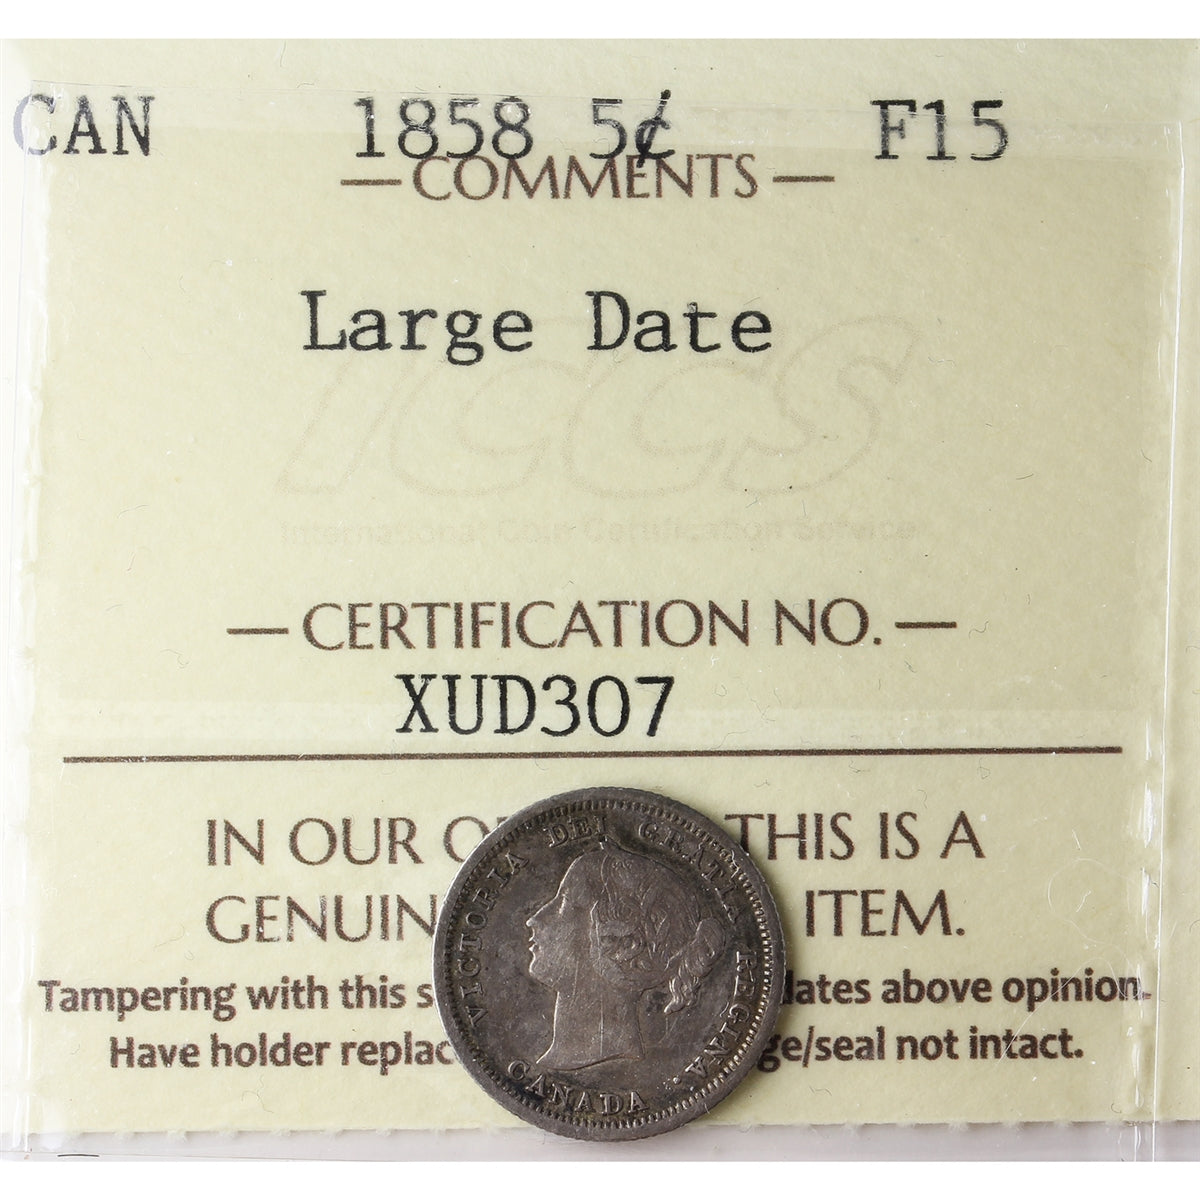 CAN 1858 5¢ F15
— COMMENTS —
Large Date
ICCS
International Coin Certification Service
— CERTIFICATION NO. —
XUD307
IN OUR O THIS IS A
GENUIN ITEM.
Tampering with this s lates above opinion.
Have holder replac ge/seal not intact.
VICTORIA DEI GRATIA REGINA.
CANADA